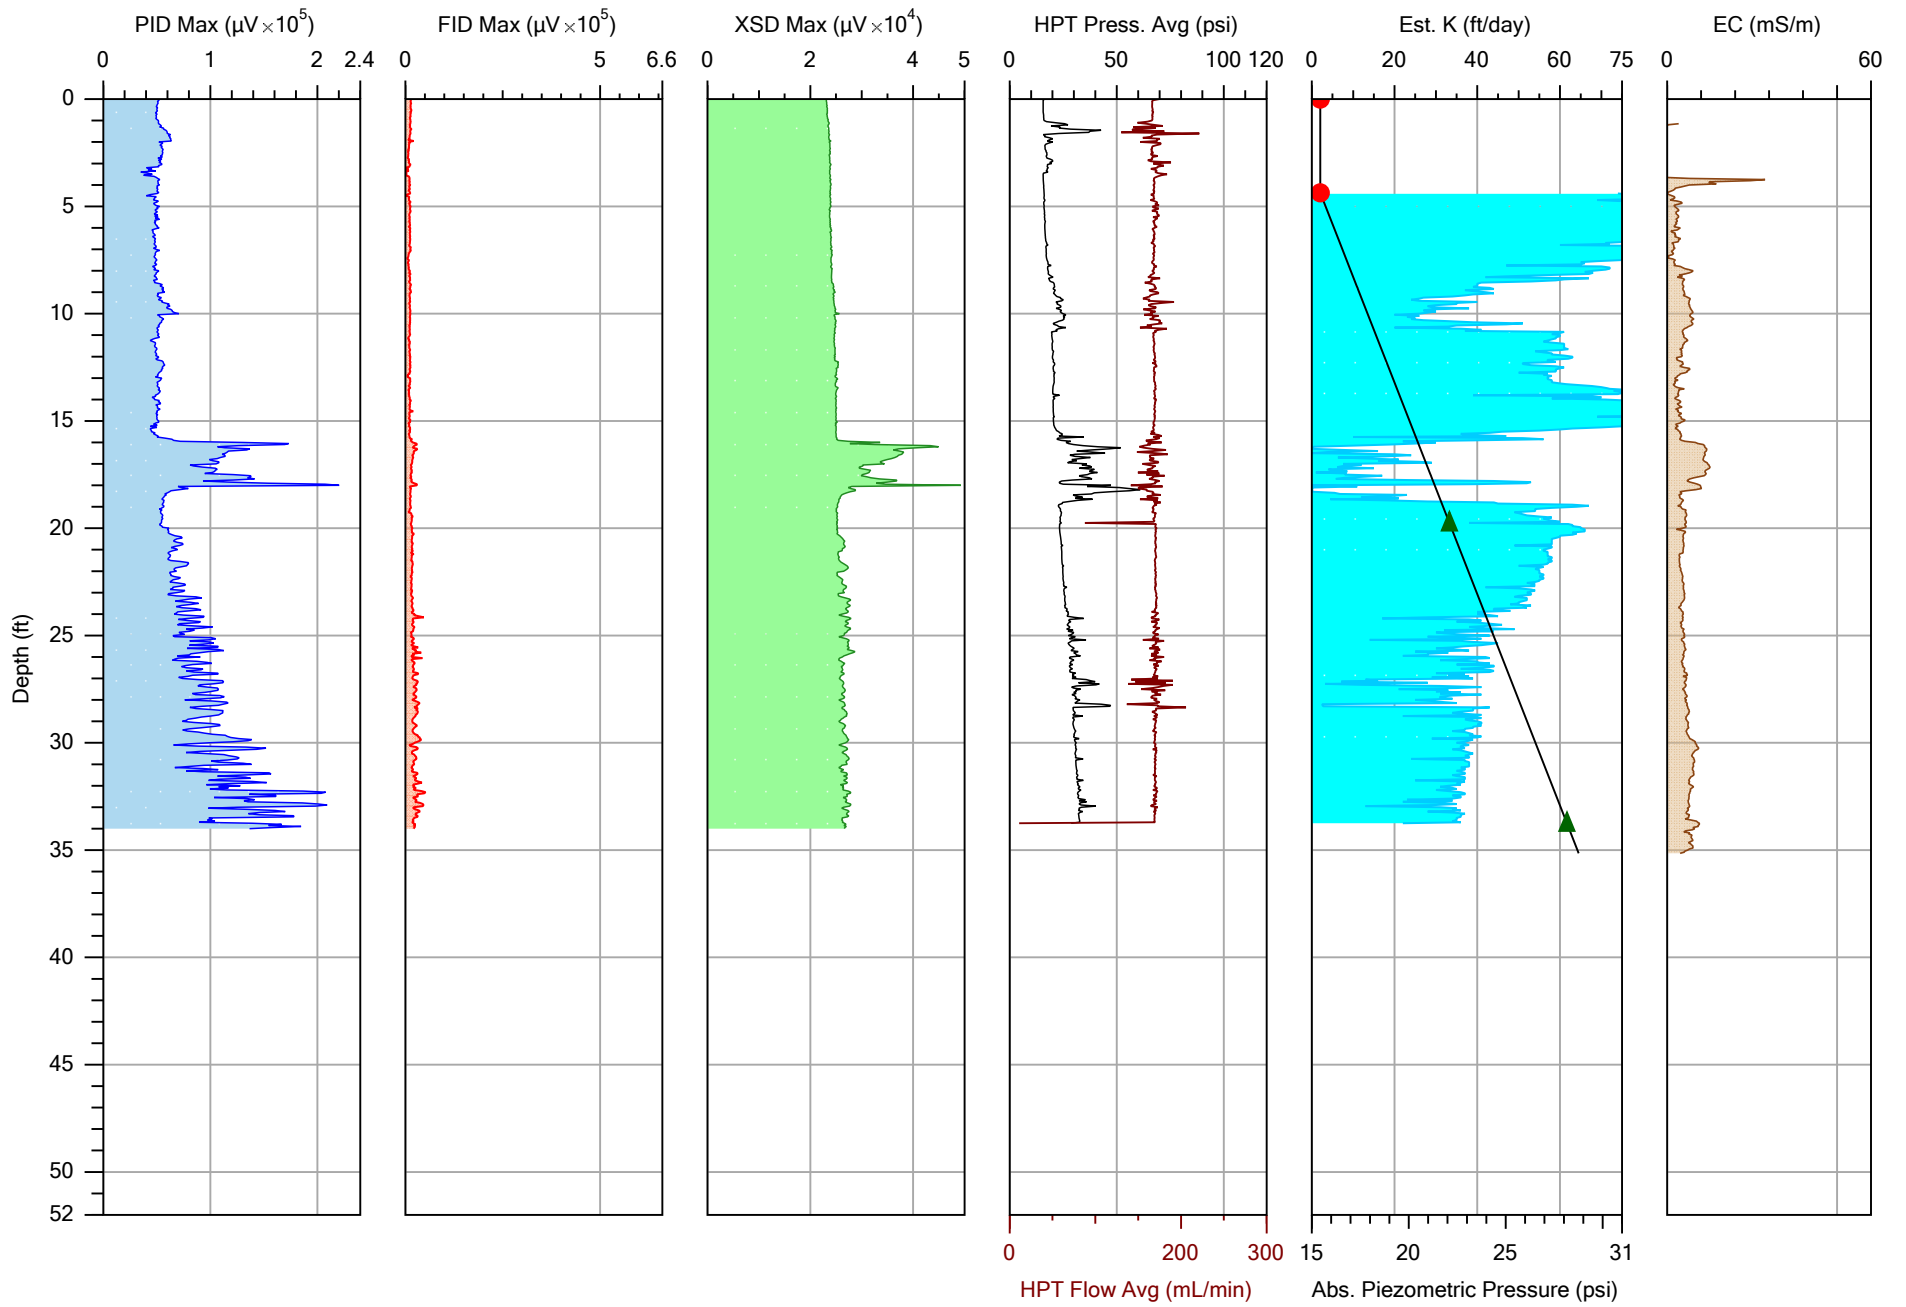 PID Max (µV×10⁵) FID Max (µV×10⁵) XSD Max (µV×10⁴) HPT Press. Avg (psi) Est. K (ft/day) EC (mS/m)
0 1 2 2.4 0 5 6.6 0 2 4 5 0 50 100 120 0 20 40 60 75 0 60
0
5
10
15
20
25
30
35
40
45
50
52
Depth (ft)
0 200 300 15 20 25 31
HPT Flow Avg (mL/min) Abs. Piezometric Pressure (psi)